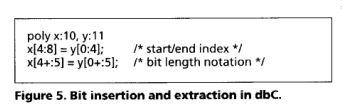 poly x:10, y:11
x[4:8] = y[0:4]; /* start/end index */
x[4+:5] = y[0+:5]; /* bit length notation */
Figure 5. Bit insertion and extraction in dbC.